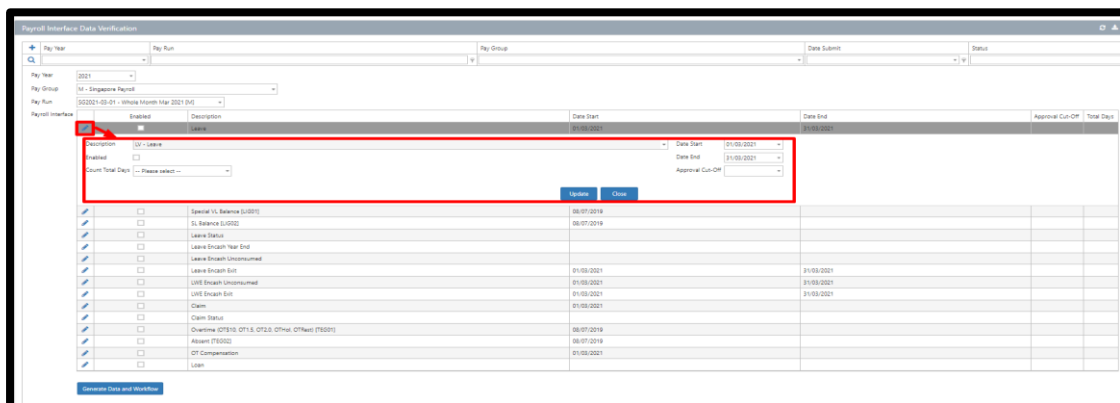 Payroll Interface Data Verification
Pay Year Pay Run Pay Group Date Submit Status
Pay Year 2021
Pay Group M - Singapore Payroll
Pay Run SG2021-03-01 - Whole Month Mar 2021 [M]
Payroll Interface Enabled Description Date Start Date End Approval Cut-Off Total Days
Leave 01/03/2021 31/03/2021
Description LV - Leave Date Start 01/03/2021
Enabled Date End 31/03/2021
Count Total Days -- Please select -- Approval Cut-Off
Update Close
Special VL Balance [LIG01] 08/07/2019
SL Balance [LIG02] 08/07/2019
Leave Status
Leave Encash Year End
Leave Encash Unconsumed
Leave Encash Exit 01/03/2021 31/03/2021
LWE Encash Unconsumed 01/03/2021 31/03/2021
LWE Encash Exit 01/03/2021 31/03/2021
Claim 01/03/2021
Claim Status
Overtime (OT$10, OT1.5, OT2.0, OTHol, OTRest) [TEG01] 08/07/2019
Absent [TEG02] 08/07/2019
OT Compensation 01/03/2021
Loan
Generate Data and Workflow